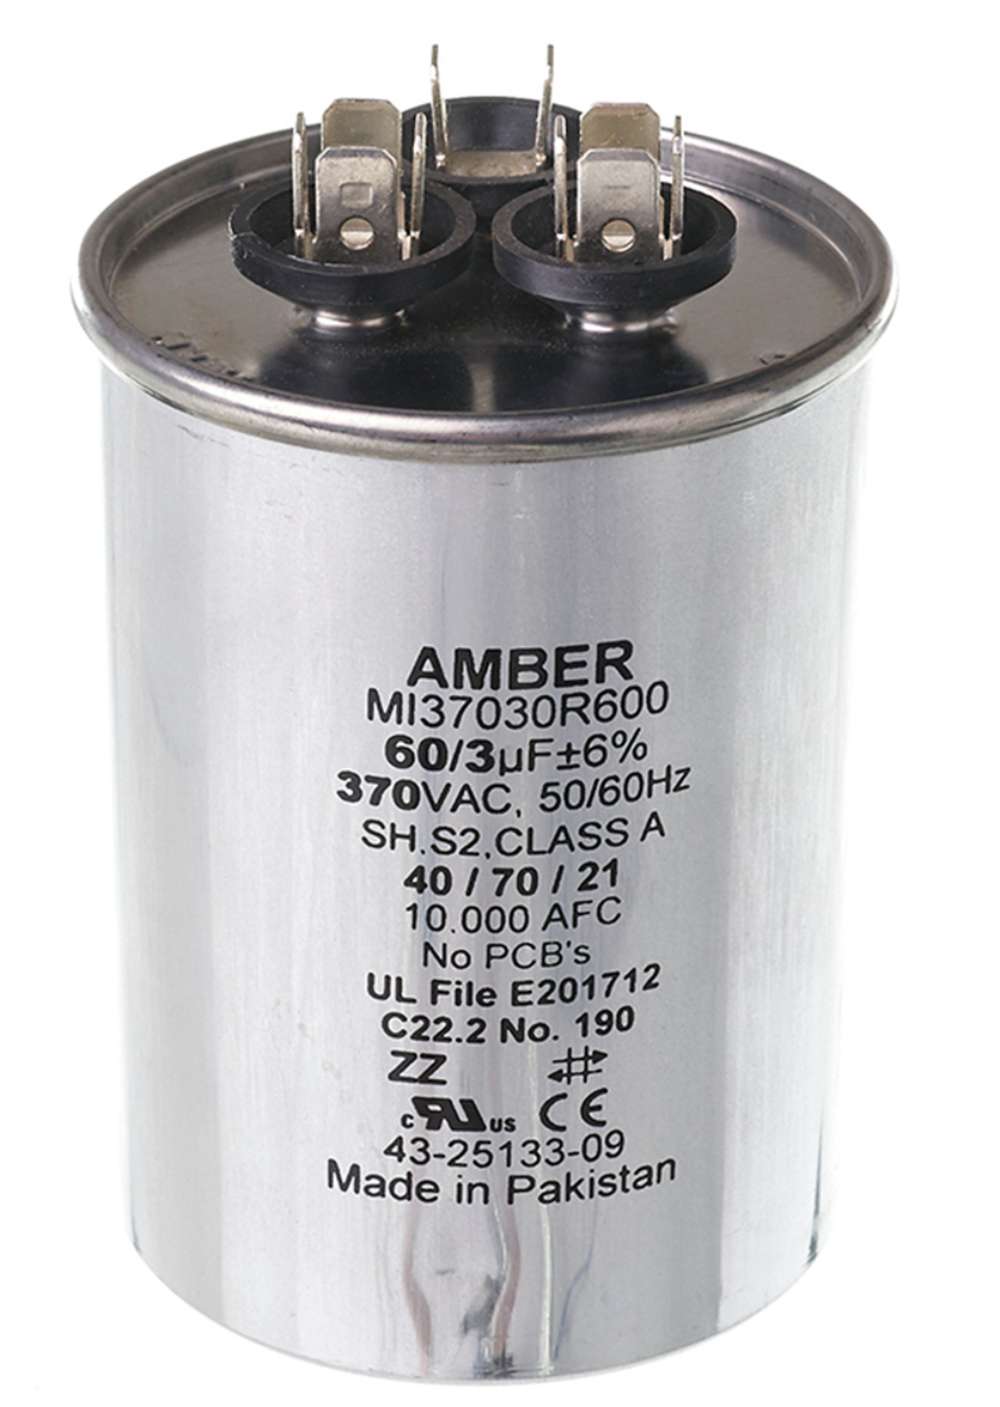 AMBER
MI37030R600
60/3µF±6%
370VAC, 50/60Hz
SH.S2.CLASS A
40 / 70 / 21
10.000 AFC
No PCB's
UL File E201712
C22.2 No. 190
ZZ
c RU US CE
43-25133-09
Made in Pakistan